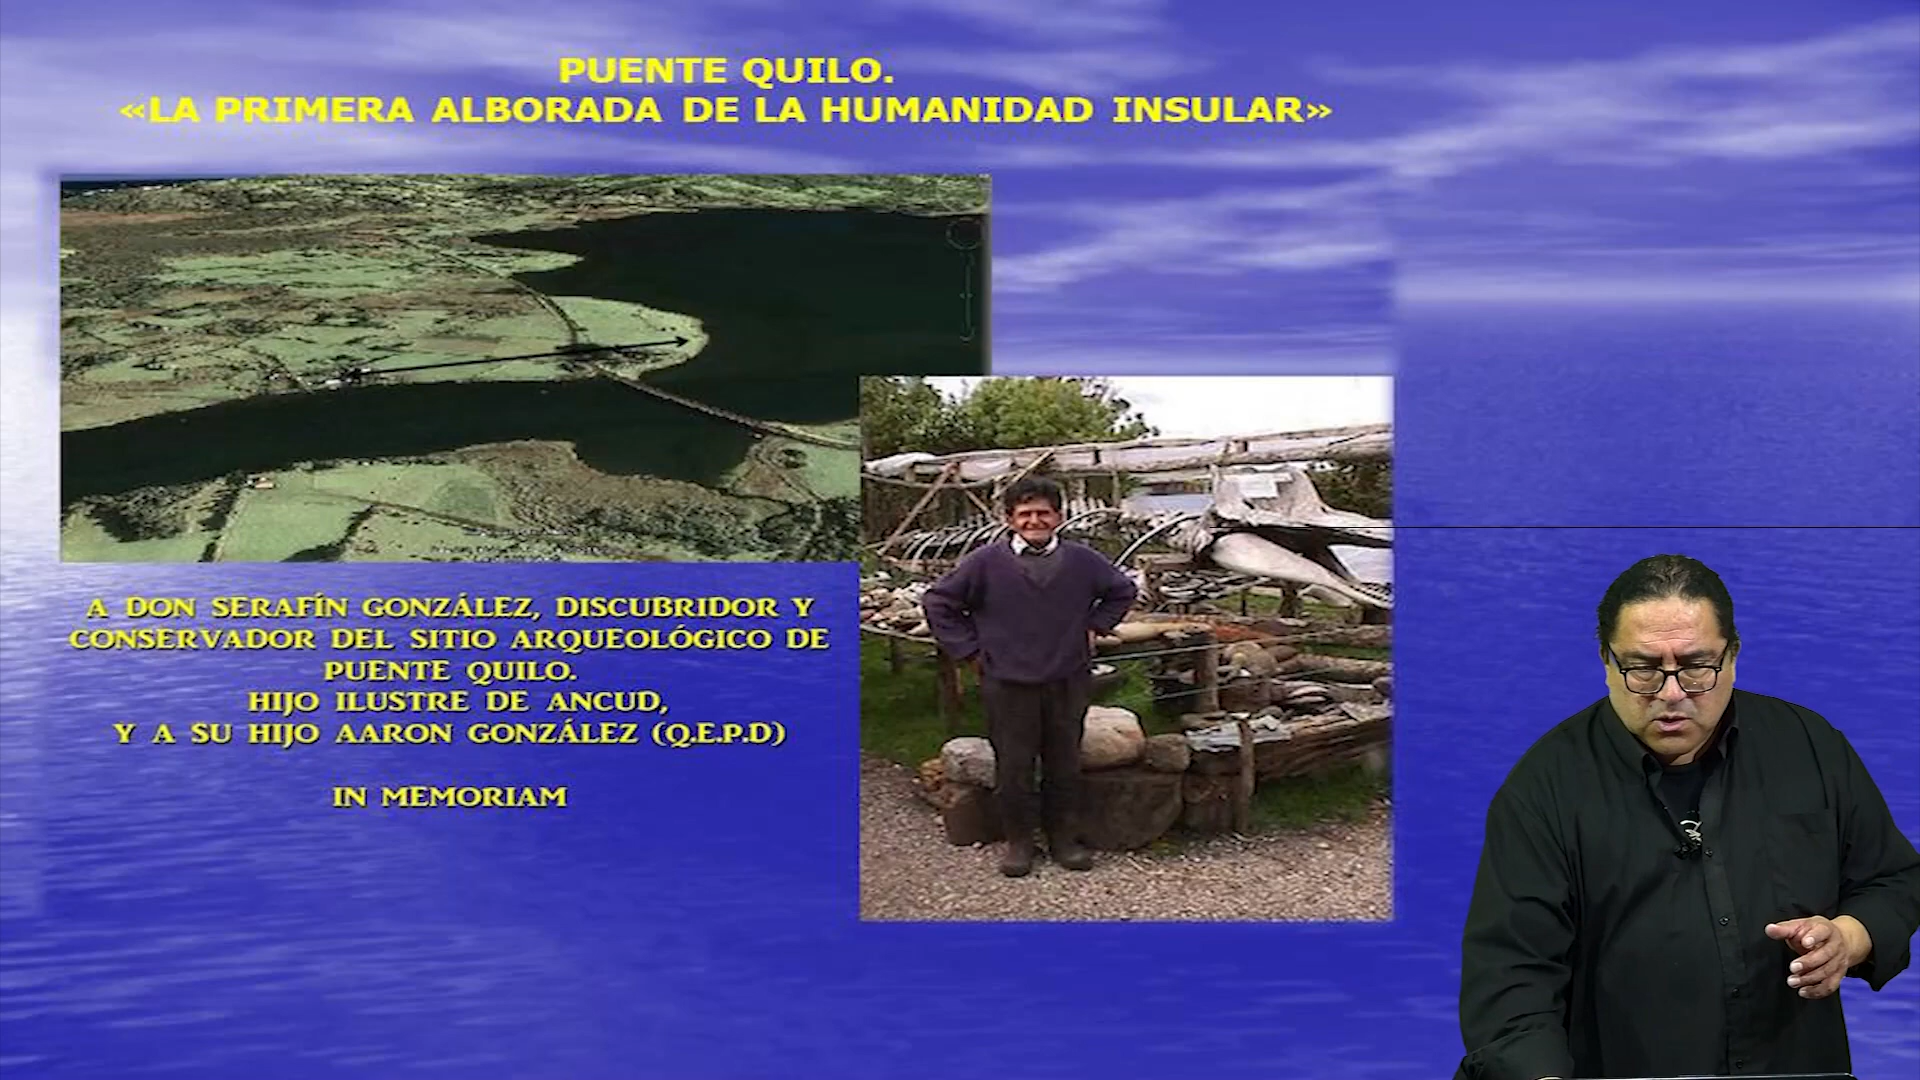 PUENTE QUILO.
«LA PRIMERA ALBORADA DE LA HUMANIDAD INSULAR»
A DON SERAFÍN GONZÁLEZ, DISCUBRIDOR Y
CONSERVADOR DEL SITIO ARQUEOLÓGICO DE
PUENTE QUILO.
HIJO ILUSTRE DE ANCUD,
Y A SU HIJO AARON GONZÁLEZ (Q.E.P.D)
IN MEMORIAM